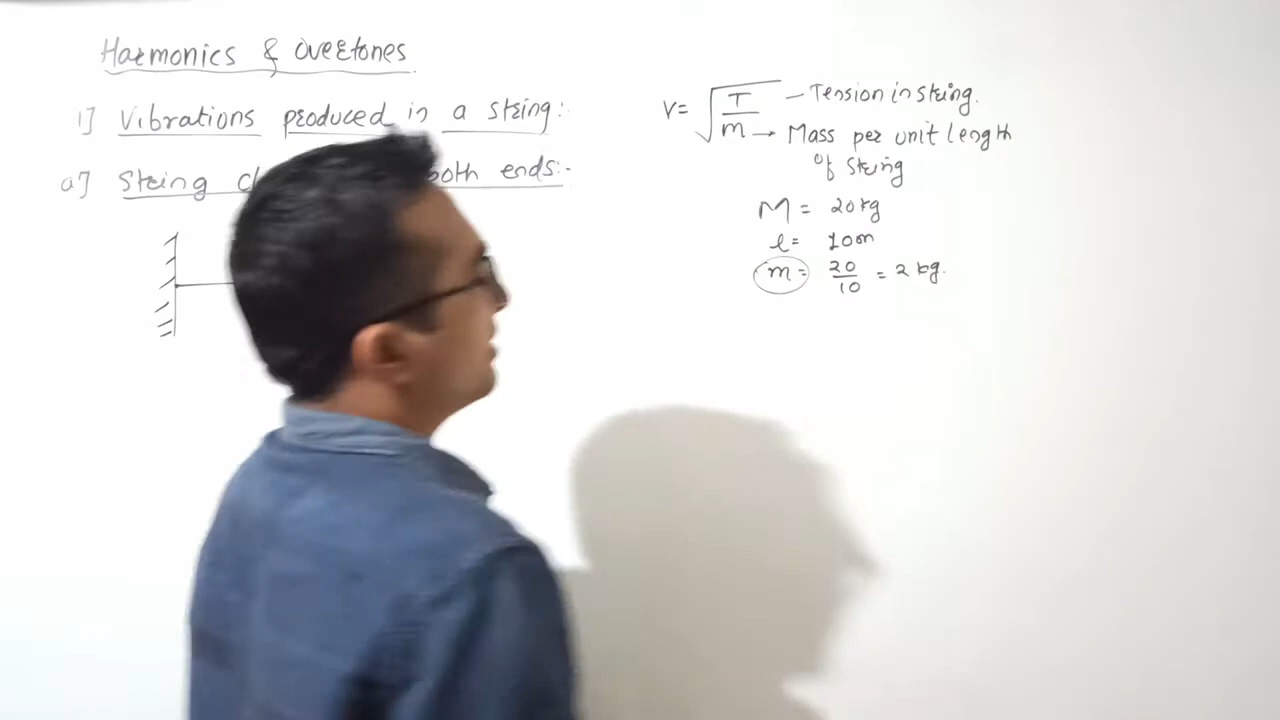 Harmonics & Overtones
1] Vibrations produced in a string:-
a] String both ends:-
V= √T/m – Tension in string.
→ Mass per unit length
of string
M = 20 kg
l = 10m
m = 20/10 = 2 kg.